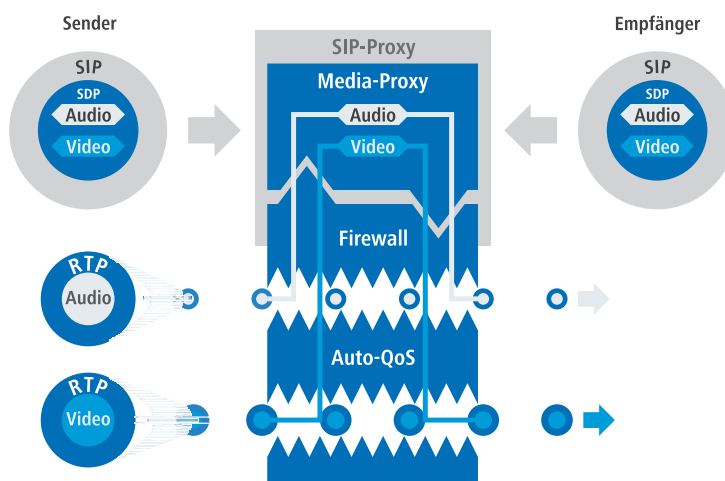 Sender
Empfänger
SIP-Proxy
SIP
SDP
Audio
Video
Media-Proxy
Audio
Video
SIP
SDP
Audio
Video
Firewall
RTP
Audio
Auto-QoS
RTP
Video